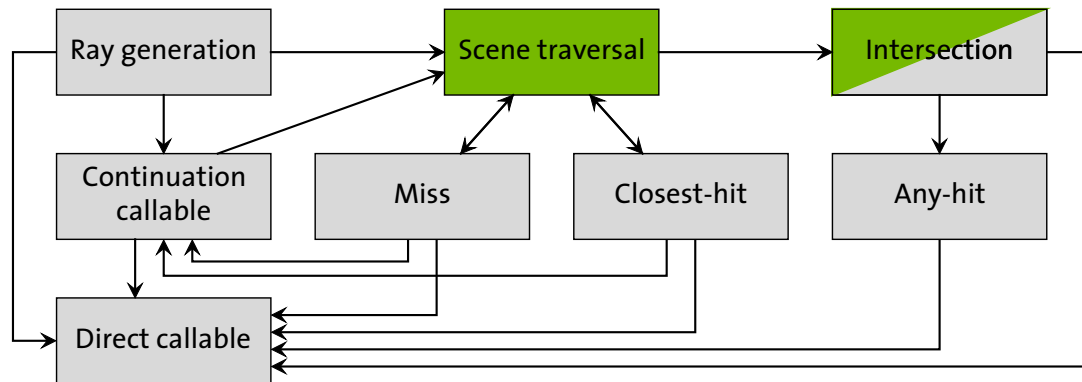 Ray generation
Scene traversal
Intersection
Continuation
callable
Miss
Closest-hit
Any-hit
Direct callable